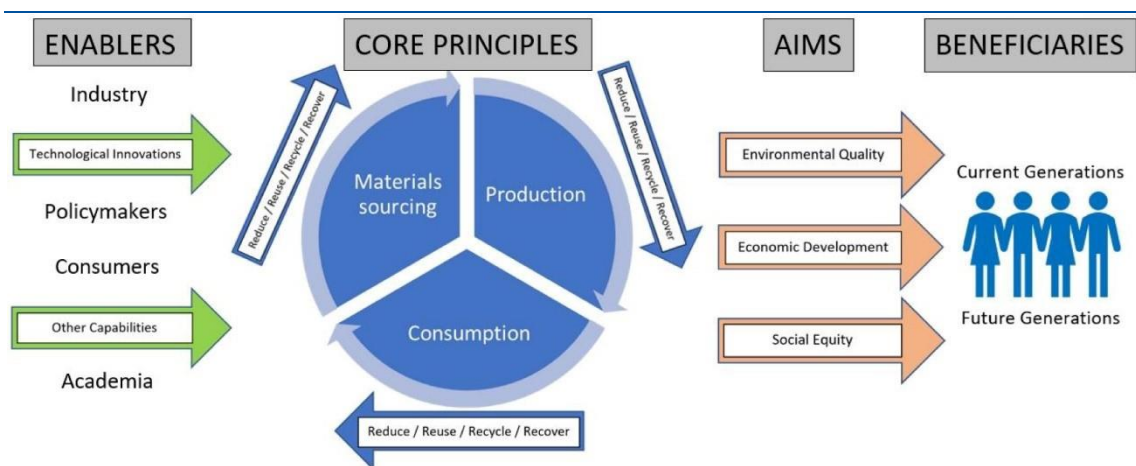 ENABLERS
CORE PRINCIPLES
AIMS
BENEFICIARIES
Industry
Technological Innovations
Policymakers
Consumers
Other Capabilities
Academia
Reduce / Reuse / Recycle / Recover
Materials
sourcing
Production
Consumption
Reduce / Reuse / Recycle / Recover
Reduce / Reuse / Recycle / Recover
Environmental Quality
Economic Development
Social Equity
Current Generations
Future Generations